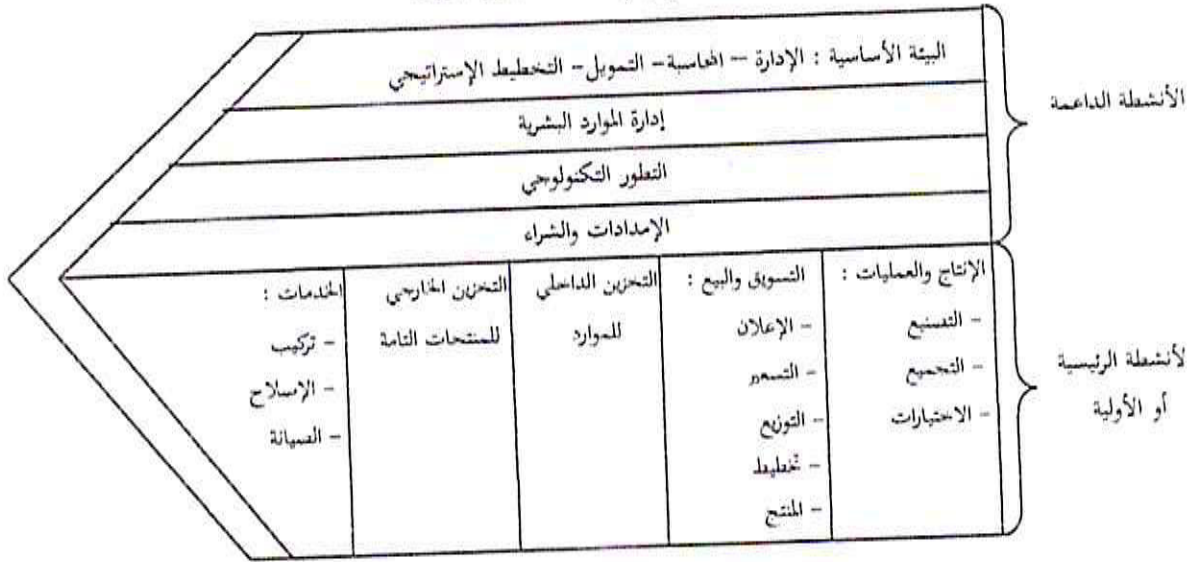 البيئة الأساسية : الإدارة – المحاسبة – التمويل – التخطيط الإستراتيجي
إدارة الموارد البشرية
التطور التكنولوجي
الإمدادات والشراء
الأنشطة الداعمة
الإنتاج والعمليات :
- التصنيع
- التجميع
- الاختبارات
التسويق والبيع :
- الإعلان
- التسعير
- التوزيع
- تخطيط
- المنتج
التخزين الداخلي
للموارد
التخزين الخارجي
للمنتجات التامة
الخدمات :
- تركيب
- الإصلاح
- الصيانة
لأنشطة الرئيسية
أو الأولية